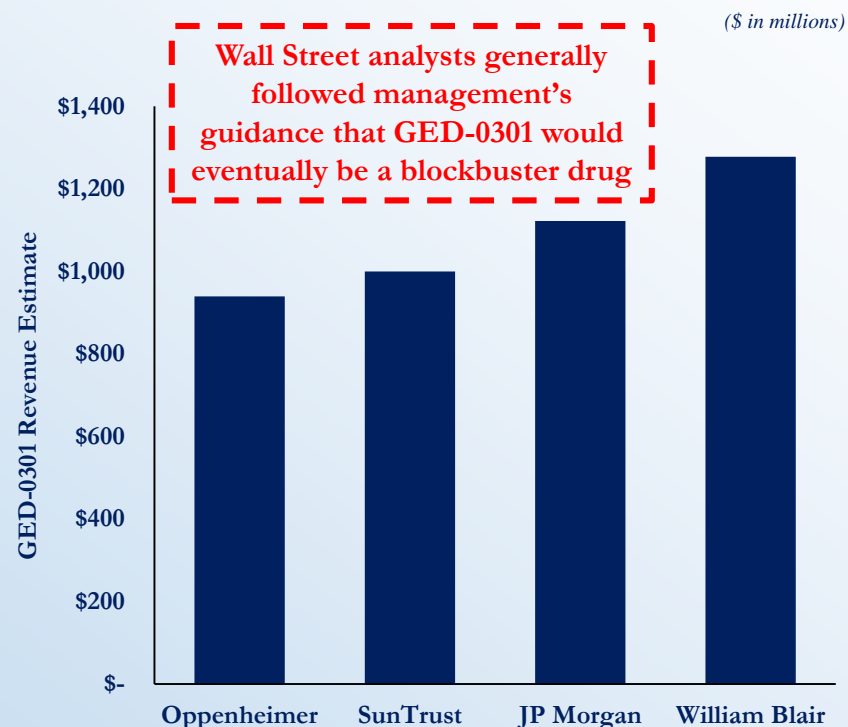 ($ in millions)
Wall Street analysts generally
followed management’s
guidance that GED-0301 would
eventually be a blockbuster drug
GED-0301 Revenue Estimate
$1,400
$1,200
$1,000
$800
$600
$400
$200
$-
Oppenheimer SunTrust JP Morgan William Blair